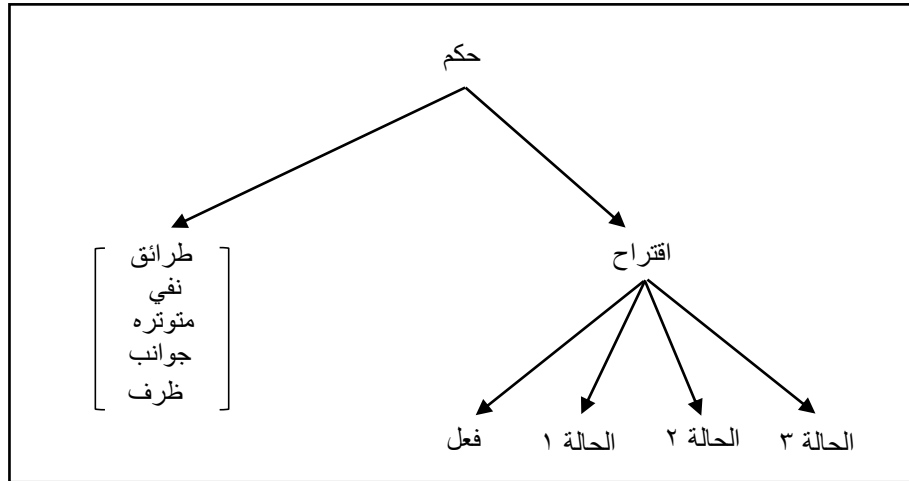 حكم
اقتراح
طرائق
نفي
متوتره
جوانب
ظرف
الحالة ٣
الحالة ٢
الحالة ١
فعل